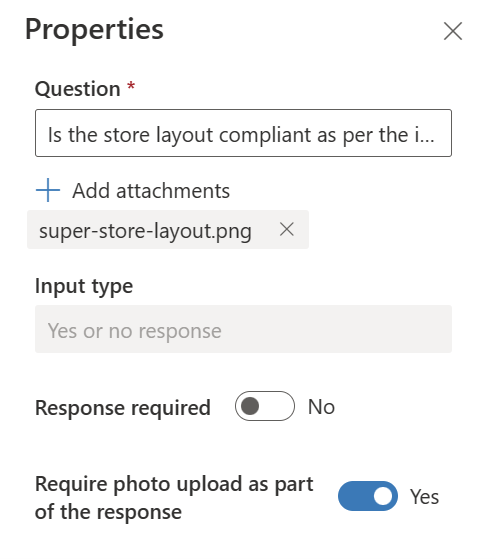 Properties
Question *
Is the store layout compliant as per the i...
Add attachments
super-store-layout.png
Input type
Yes or no response
Response required
No
Require photo upload as part
of the response
Yes